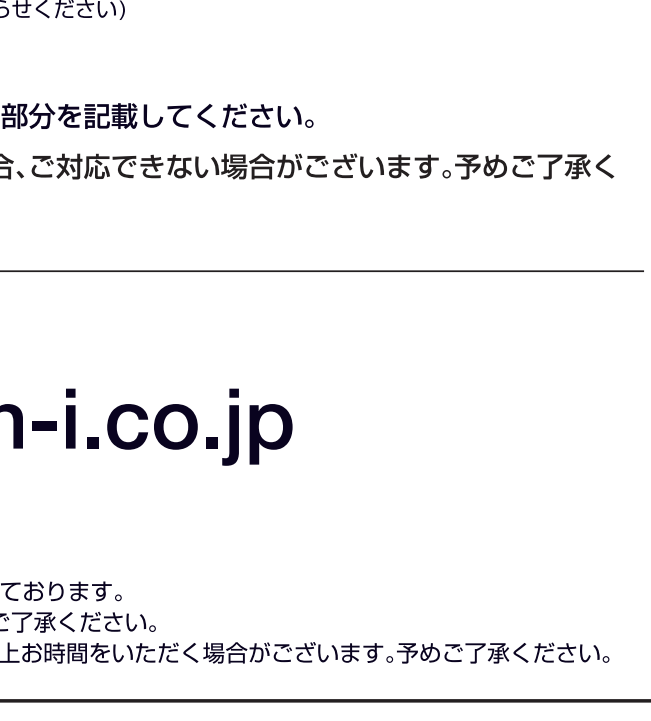 らせください)
部分を記載してください。
合、ご対応できない場合がございます。予めご了承く
n-i.co.jp
ております。
ご了承ください。
上お時間をいただく場合がございます。予めご了承ください。